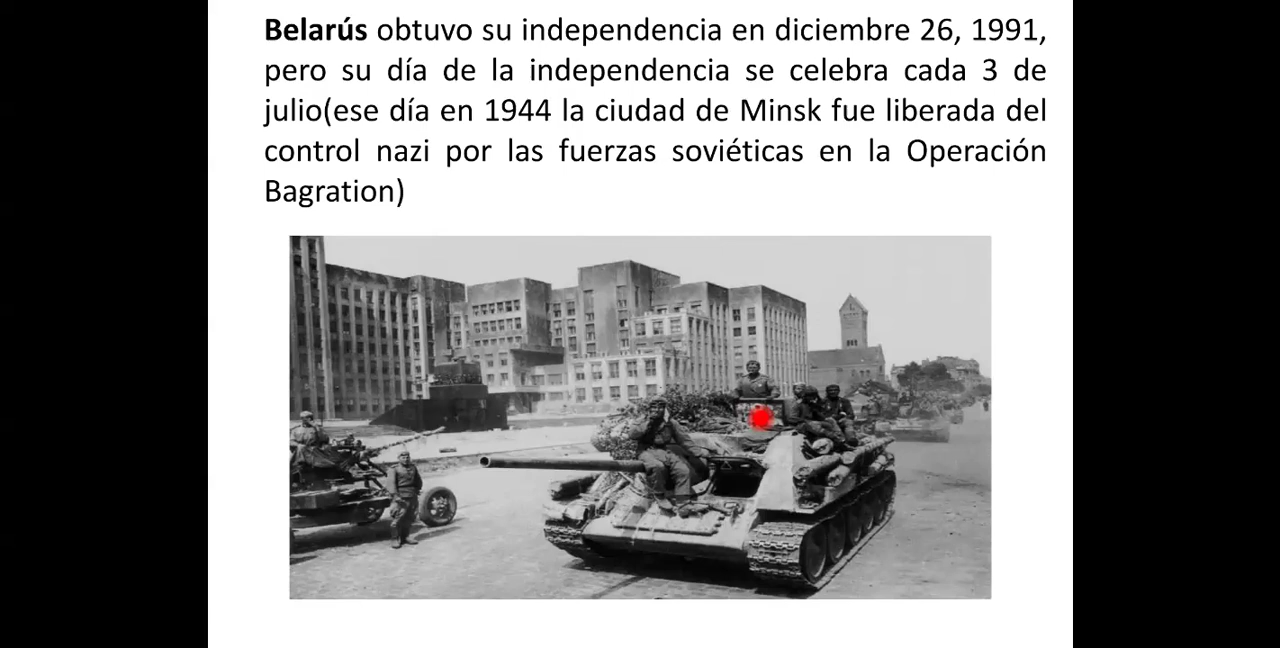 Belarús obtuvo su independencia en diciembre 26, 1991,
pero su día de la independencia se celebra cada 3 de
julio(ese día en 1944 la ciudad de Minsk fue liberada del
control nazi por las fuerzas soviéticas en la Operación
Bagration)